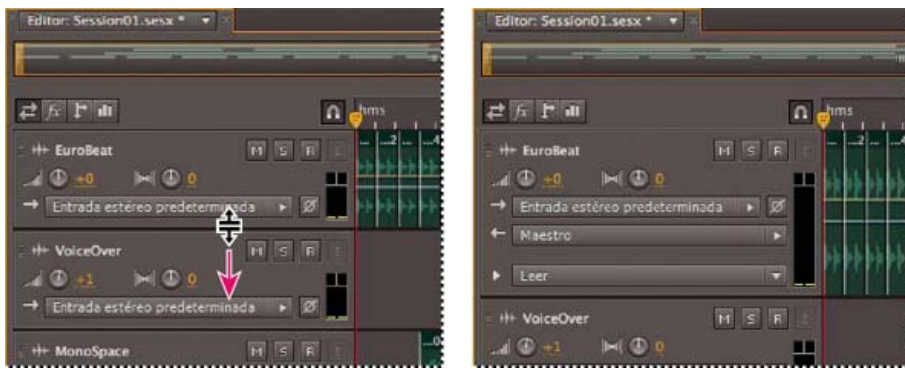 Editor: Session01.sesx *
hms
EuroBeat
M S R
+0 0
Entrada estéreo predeterminada
VoiceOver
M S R
+1 0
Entrada estéreo predeterminada
MonoSpace
M S R
Editor: Session01.sesx *
hms
EuroBeat
M S R
+0 0
Entrada estéreo predeterminada
Maestro
Leer
VoiceOver
M S R
+1 0